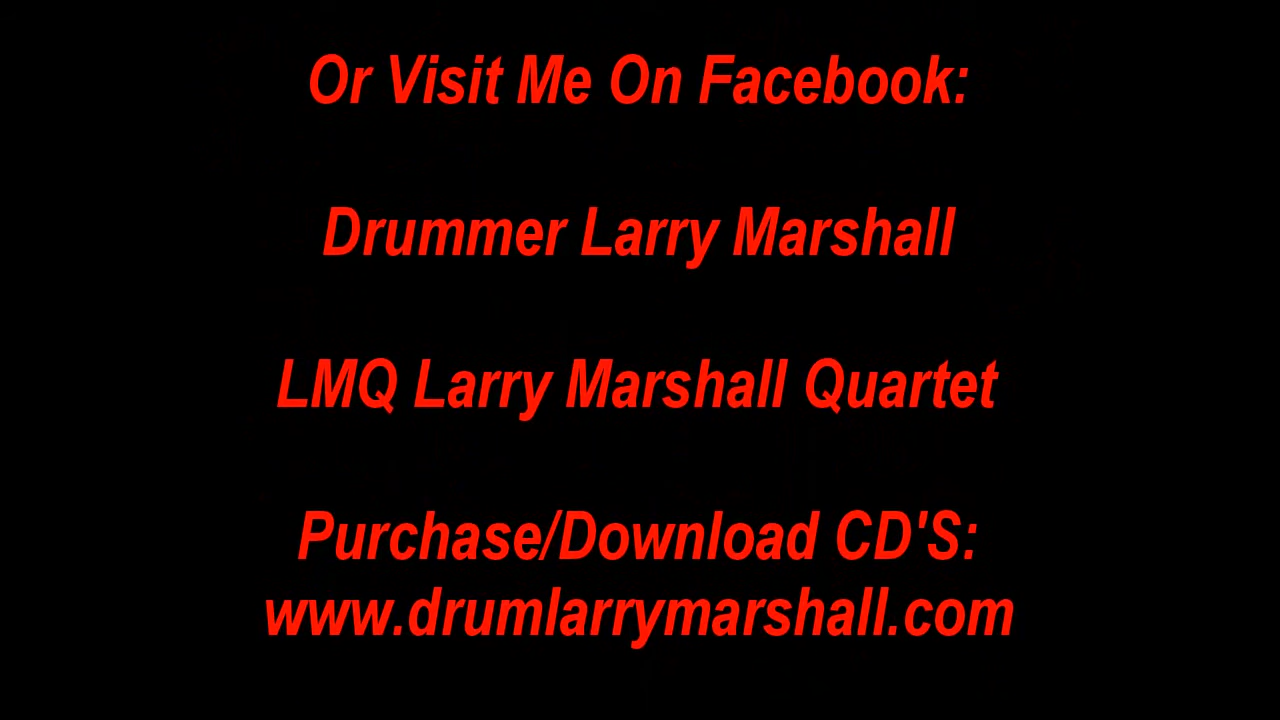 Or Visit Me On Facebook:
Drummer Larry Marshall
LMQ Larry Marshall Quartet
Purchase/Download CD'S:
www.drumlarrymarshall.com